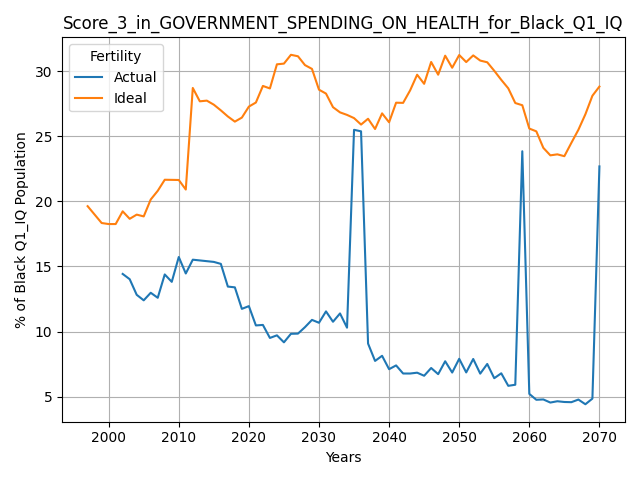 Score_3_in_GOVERNMENT_SPENDING_ON_HEALTH_for_Black_Q1_IQ
Fertility
Actual
Ideal
% of Black Q1_IQ Population
30
25
20
15
10
5
2000 2010 2020 2030 2040 2050 2060 2070
Years